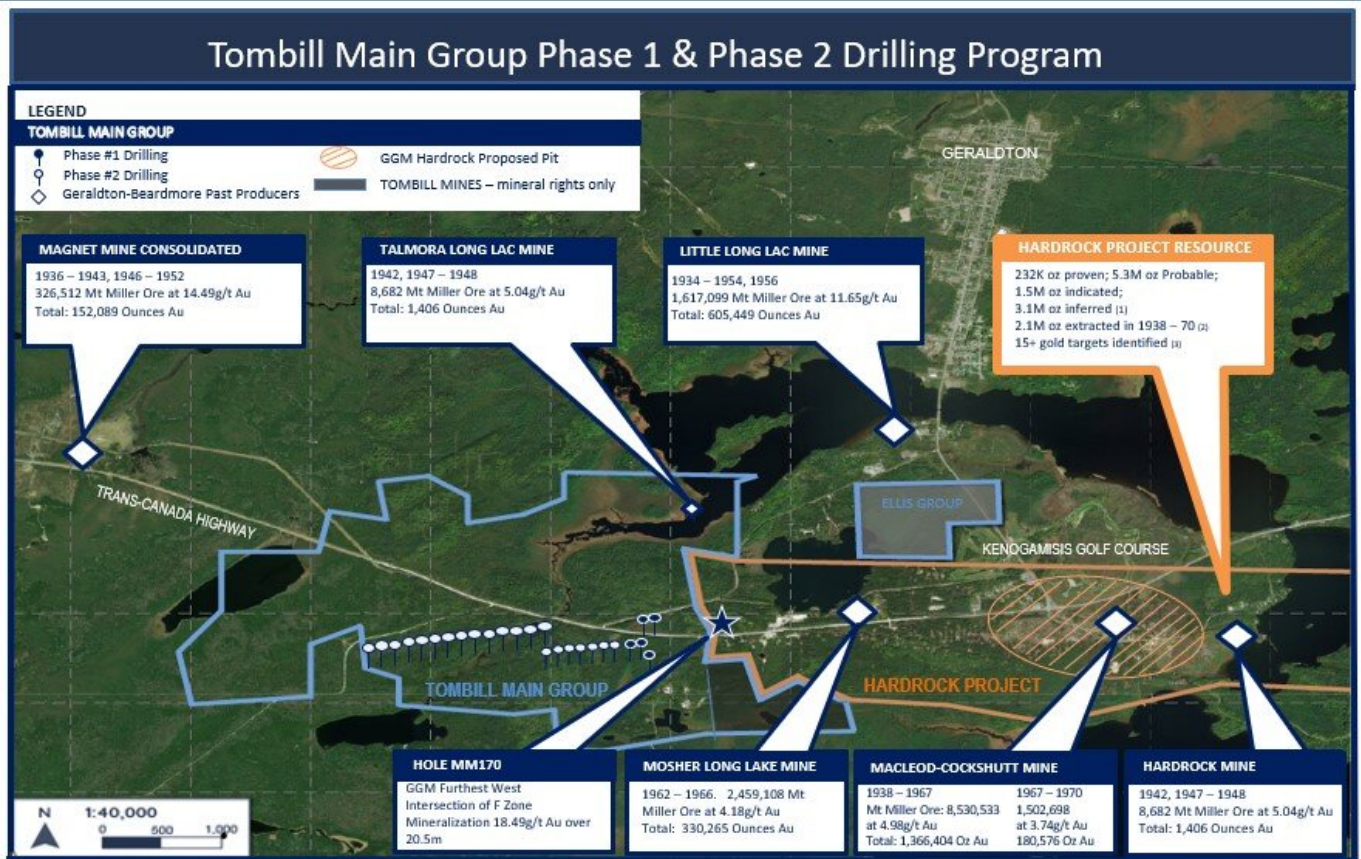 Tombill Main Group Phase 1 & Phase 2 Drilling Program
LEGEND
TOMBILL MAIN GROUP
Phase #1 Drilling
Phase #2 Drilling
Geraldton-Beardmore Past Producers
GGM Hardrock Proposed Pit
TOMBILL MINES – mineral rights only
GERALDTON
MAGNET MINE CONSOLIDATED
1936 – 1943, 1946 – 1952
326,512 Mt Miller Ore at 14.49g/t Au
Total: 152,089 Ounces Au
TALMORA LONG LAC MINE
1942, 1947 – 1948
8,682 Mt Miller Ore at 5.04g/t Au
Total: 1,406 Ounces Au
LITTLE LONG LAC MINE
1934 – 1954, 1956
1,617,099 Mt Miller Ore at 11.65g/t Au
Total: 605,449 Ounces Au
HARDROCK PROJECT RESOURCE
232K oz proven; 5.3M oz Probable;
1.5M oz indicated;
3.1M oz inferred (1)
2.1M oz extracted in 1938 – 70 (2)
15+ gold targets identified (3)
TRANS-CANADA HIGHWAY
ELLIS GROUP
KENOGAMISIS GOLF COURSE
TOMBILL MAIN GROUP
HARDROCK PROJECT
HOLE MM170
GGM Furthest West
Intersection of F Zone
Mineralization 18.49g/t Au over
20.5m
MOSHER LONG LAKE MINE
1962 – 1966. 2,459,108 Mt
Miller Ore at 4.18g/t Au
Total: 330,265 Ounces Au
MACLEOD-COCKSHUTT MINE
1938 – 1967
Mt Miller Ore: 8,530,533
at 4.98g/t Au
Total: 1,366,404 Oz Au
1967 – 1970
1,502,698
at 3.74g/t Au
180,576 Oz Au
HARDROCK MINE
1942, 1947 – 1948
8,682 Mt Miller Ore at 5.04g/t Au
Total: 1,406 Ounces Au
N
1:40,000
0 500 1,000